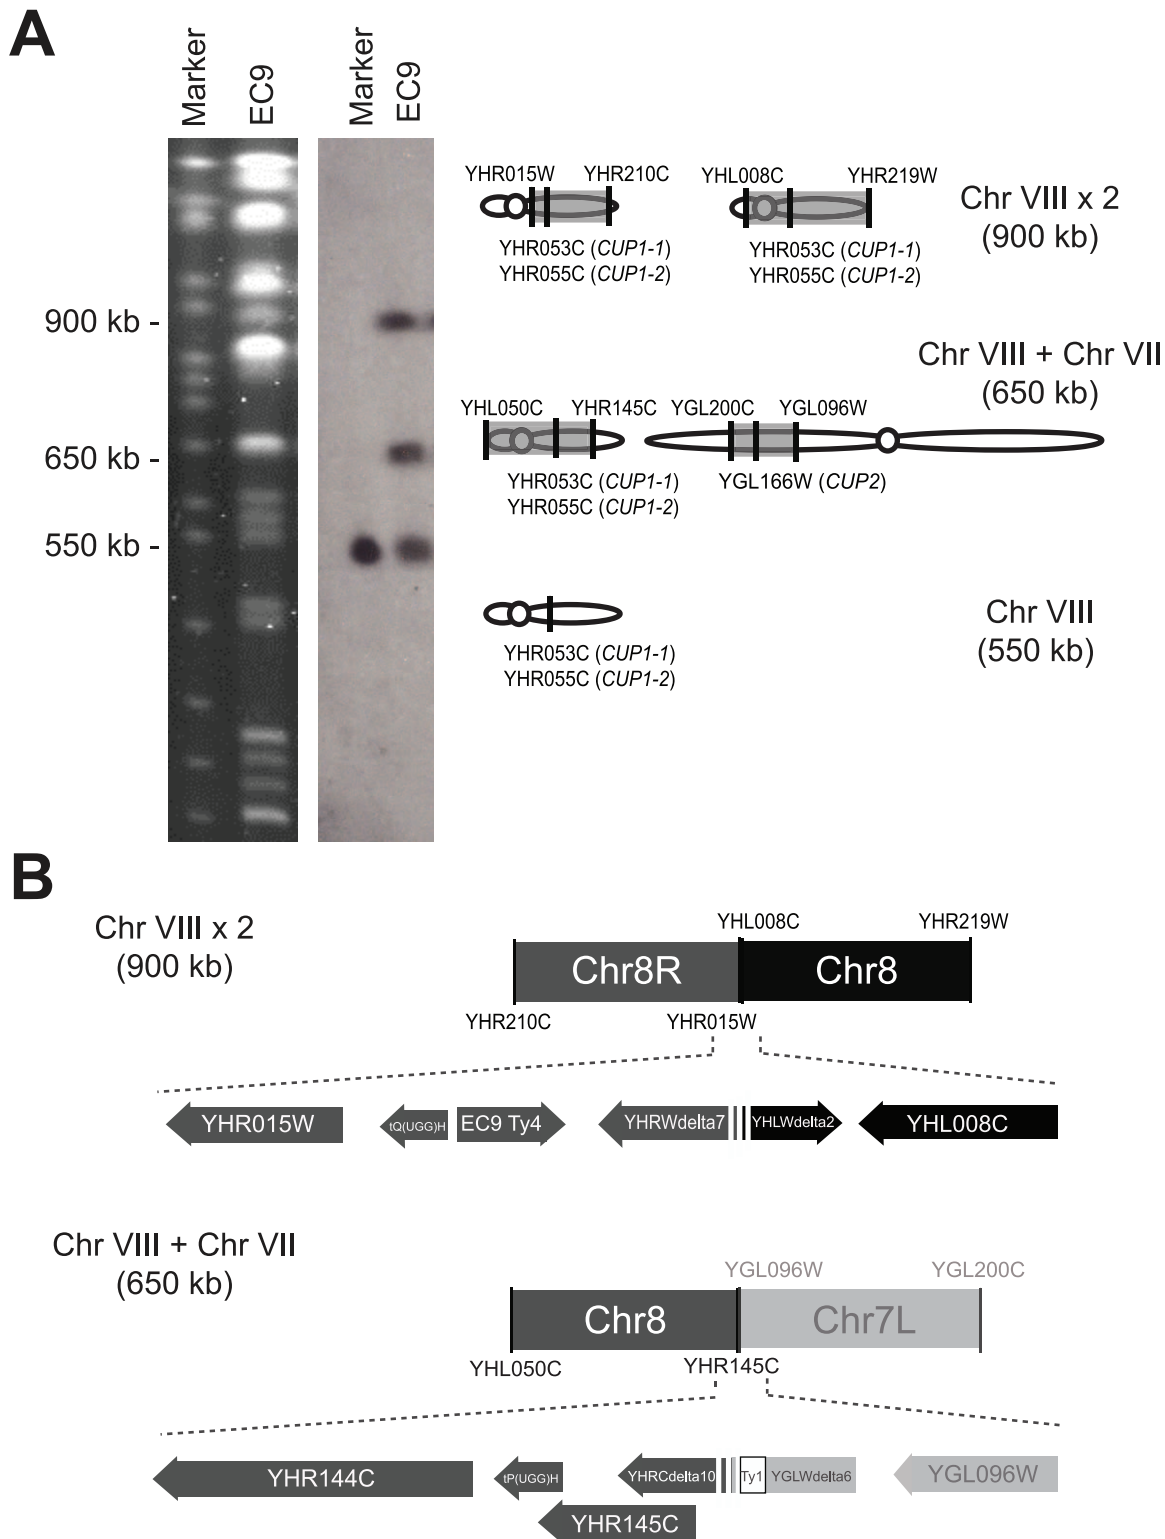 A
Marker
EC9
Marker
EC9
900 kb -
650 kb -
550 kb -
YHR015W YHR210C
YHR053C (CUP1-1)
YHR055C (CUP1-2)
YHL008C YHR219W
YHR053C (CUP1-1)
YHR055C (CUP1-2)
Chr VIII x 2
(900 kb)
Chr VIII + Chr VII
(650 kb)
YHL050C YHR145C
YHR053C (CUP1-1)
YHR055C (CUP1-2)
YGL200C YGL096W
YGL166W (CUP2)
YHR053C (CUP1-1)
YHR055C (CUP1-2)
Chr VIII
(550 kb)
B
Chr VIII x 2
(900 kb)
YHL008C YHR219W
Chr8R Chr8
YHR210C YHR015W
YHR015W tQ(UGG)H EC9 Ty4 YHRWdelta7 YHLWdelta2 YHL008C
Chr VIII + Chr VII
(650 kb)
YGL096W YGL200C
Chr8 Chr7L
YHL050C YHR145C
YHR144C tP(UGG)H YHRCdelta10 Ty1 YGLWdelta6 YGL096W
YHR145C